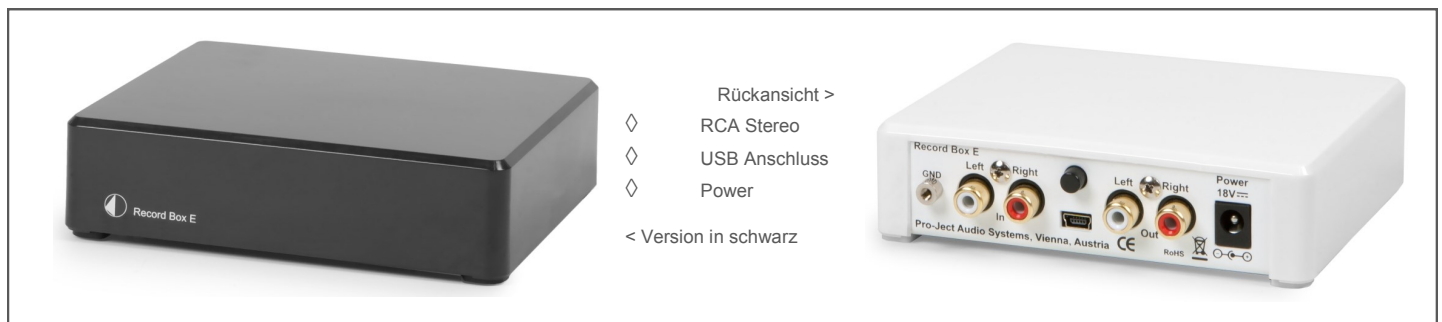 Record Box E
Rückansicht >
◊ RCA Stereo
◊ USB Anschluss
◊ Power
< Version in schwarz
Record Box E
GND
Left Right
In
Left Right
Out
Power
18V
Pro-Ject Audio Systems, Vienna, Austria
CE
RoHS